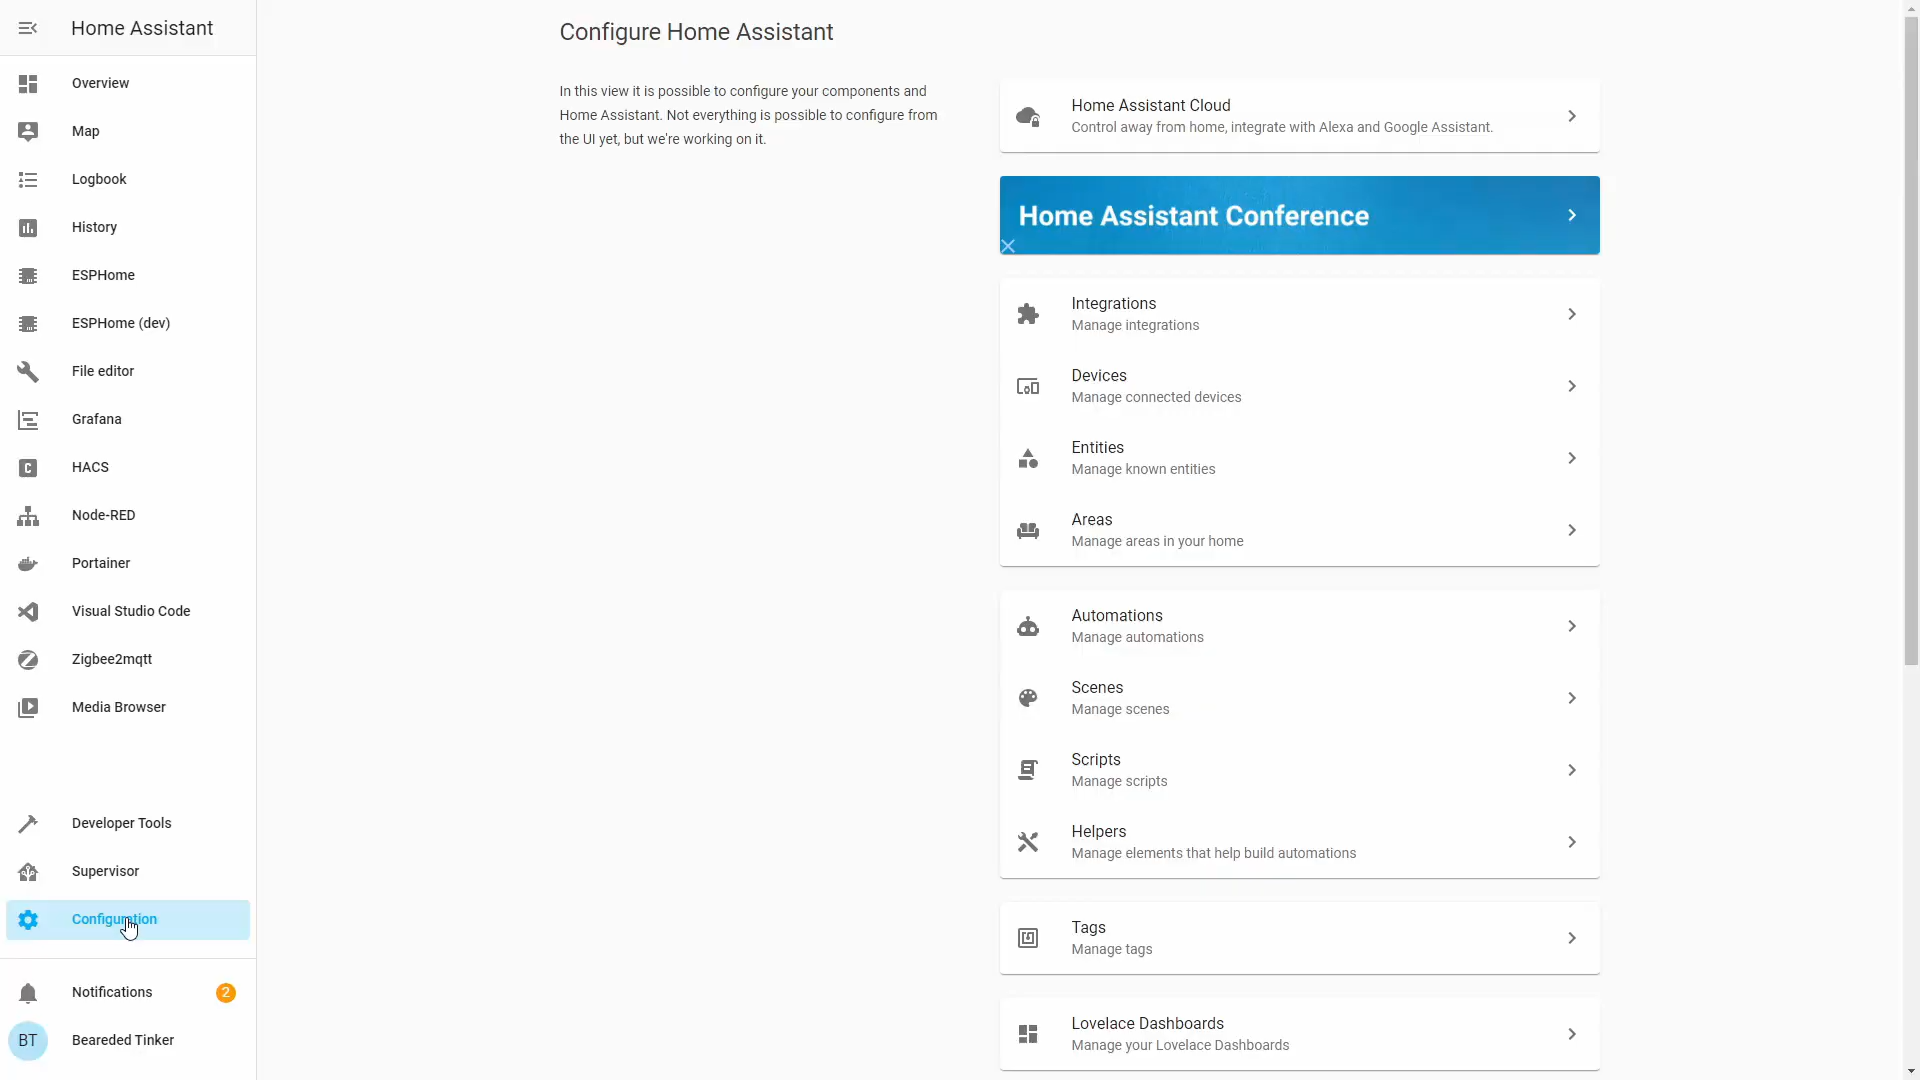 Home Assistant
Overview
Map
Logbook
History
ESPHome
ESPHome (dev)
File editor
Grafana
HACS
Node-RED
Portainer
Visual Studio Code
Zigbee2mqtt
Media Browser
Developer Tools
Supervisor
Configuration
Notifications 2
BT Beareded Tinker
Configure Home Assistant
In this view it is possible to configure your components and
Home Assistant. Not everything is possible to configure from
the UI yet, but we're working on it.
Home Assistant Cloud
Control away from home, integrate with Alexa and Google Assistant.
Home Assistant Conference
Integrations
Manage integrations
Devices
Manage connected devices
Entities
Manage known entities
Areas
Manage areas in your home
Automations
Manage automations
Scenes
Manage scenes
Scripts
Manage scripts
Helpers
Manage elements that help build automations
Tags
Manage tags
Lovelace Dashboards
Manage your Lovelace Dashboards